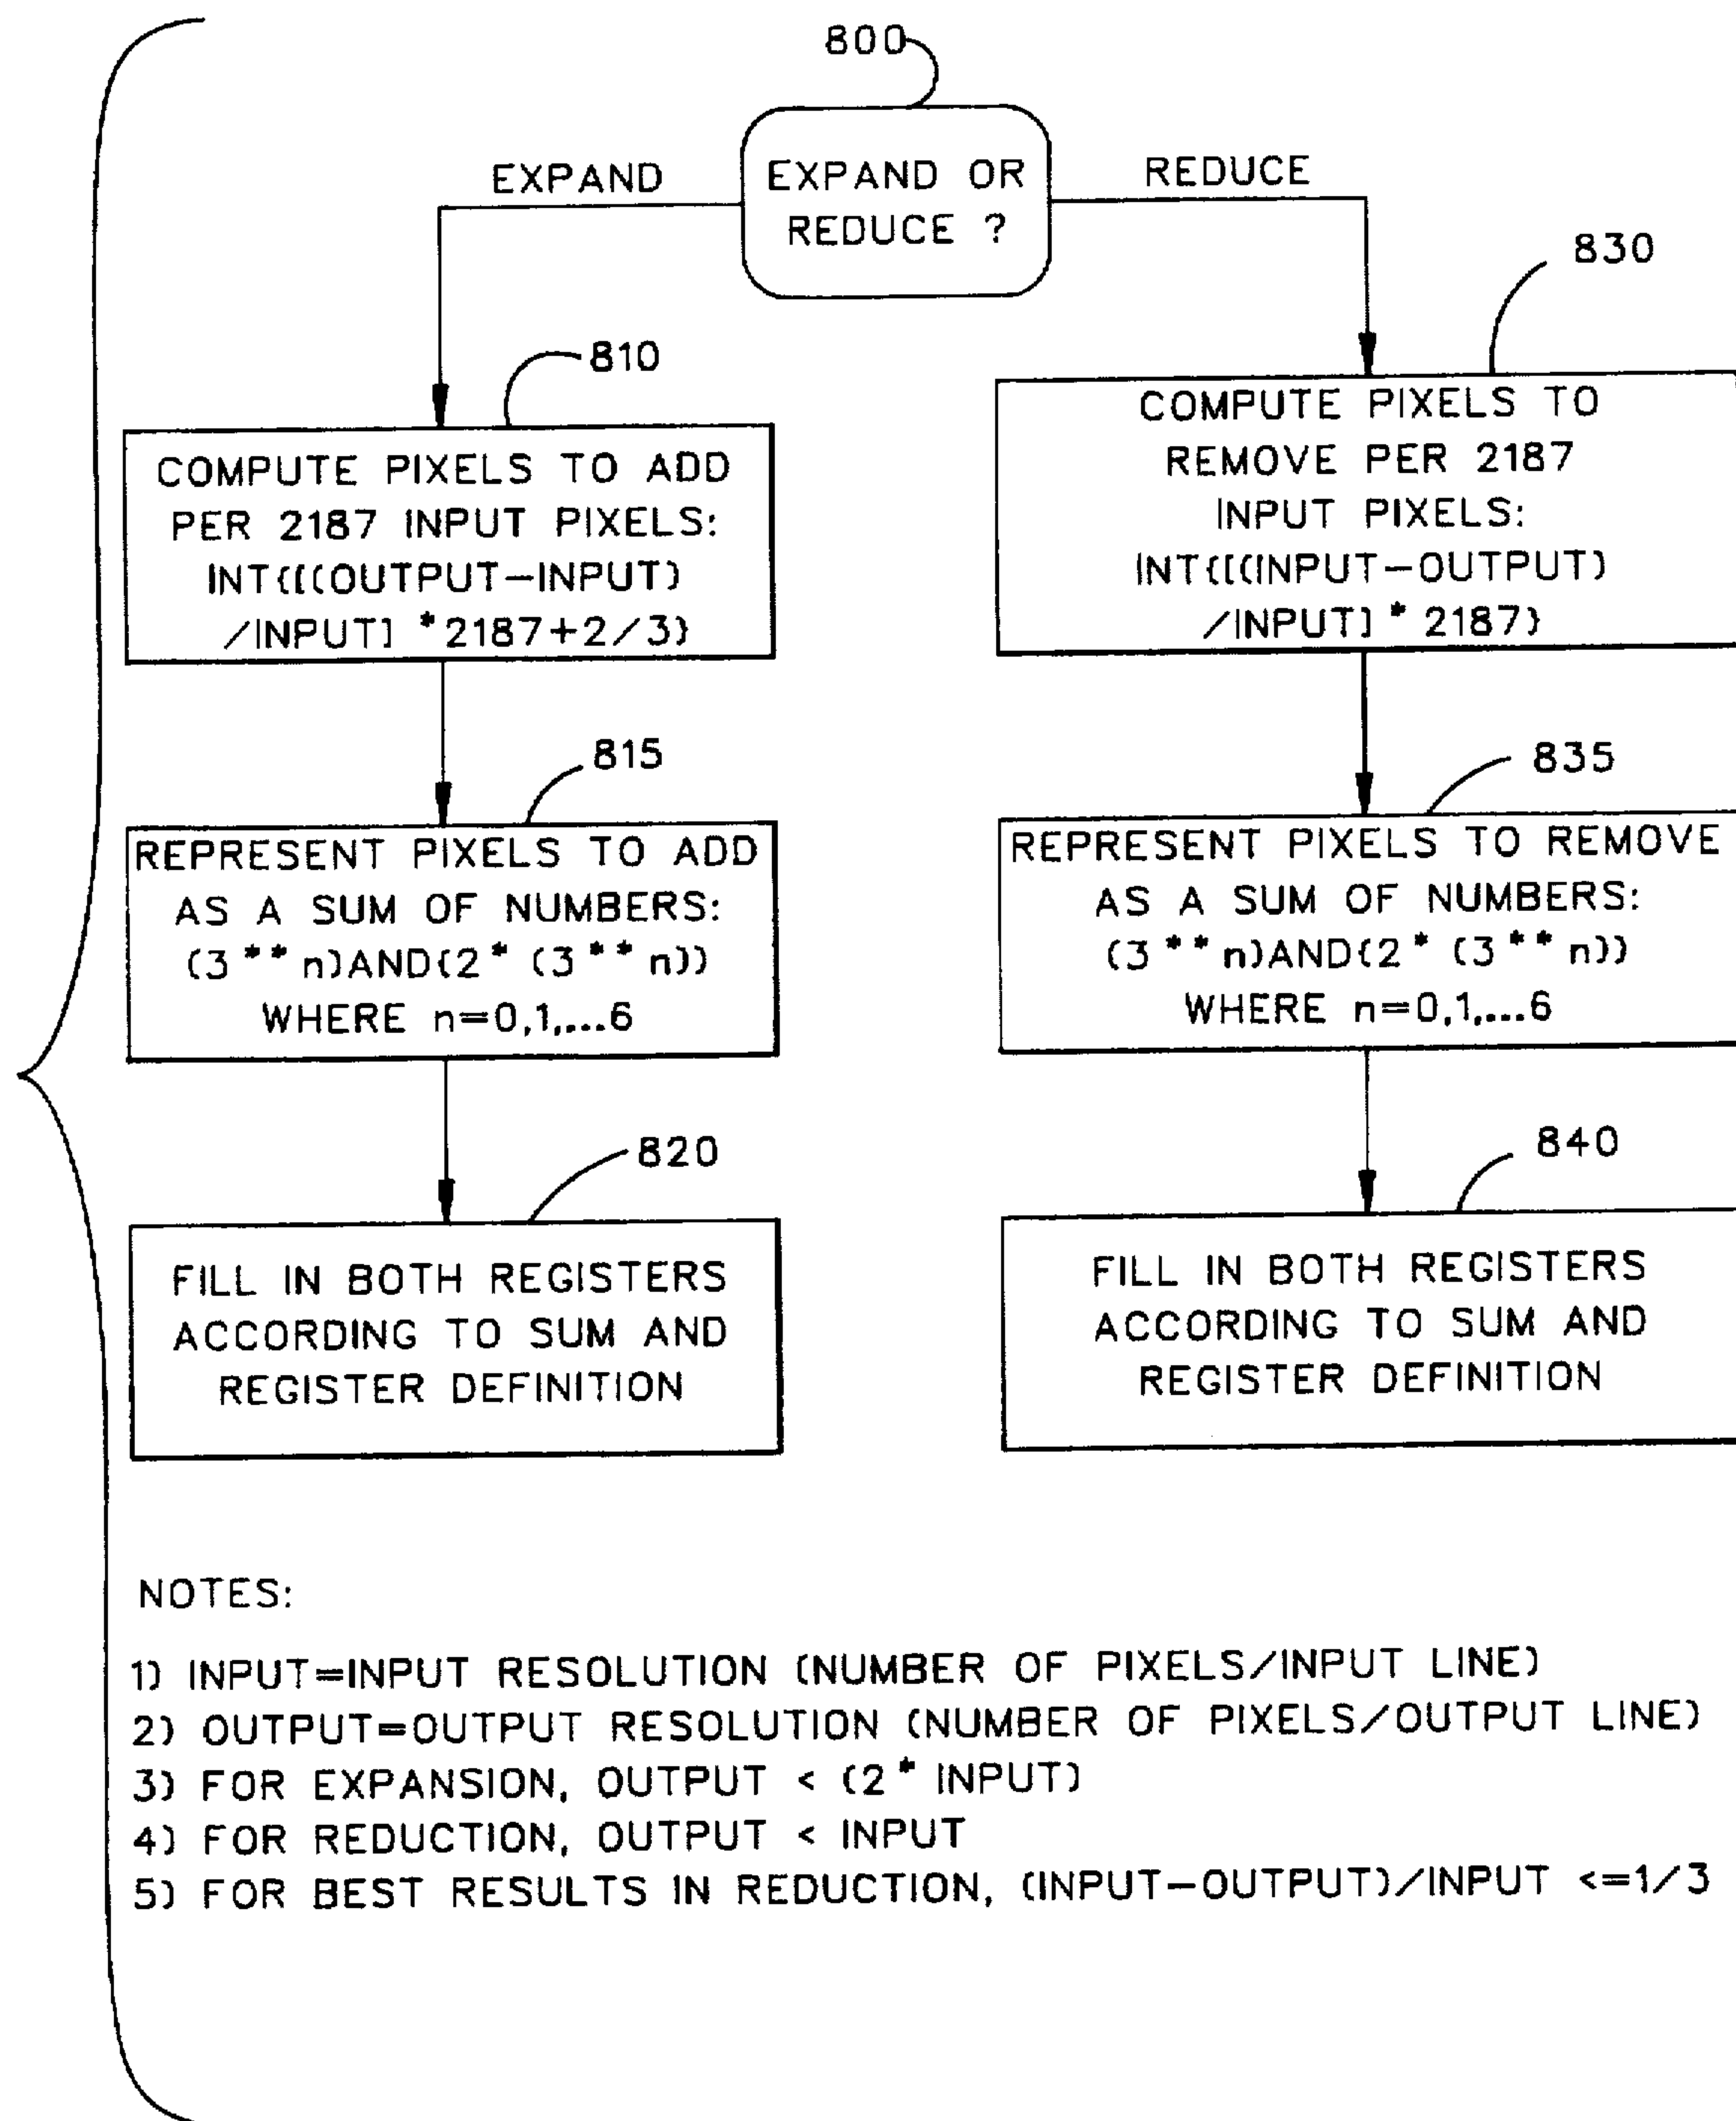 800
EXPAND
EXPAND OR
REDUCE ?
REDUCE
810
COMPUTE PIXELS TO ADD
PER 2187 INPUT PIXELS:
INT{[(OUTPUT-INPUT)
/INPUT] *2187+2/3}
815
REPRESENT PIXELS TO ADD
AS A SUM OF NUMBERS:
(3**n)AND(2*(3**n))
WHERE n=0,1,...6
820
FILL IN BOTH REGISTERS
ACCORDING TO SUM AND
REGISTER DEFINITION
830
COMPUTE PIXELS TO
REMOVE PER 2187
INPUT PIXELS:
INT{[(INPUT-OUTPUT)
/INPUT] * 2187}
835
REPRESENT PIXELS TO REMOVE
AS A SUM OF NUMBERS:
(3**n)AND(2*(3**n))
WHERE n=0,1,...6
840
FILL IN BOTH REGISTERS
ACCORDING TO SUM AND
REGISTER DEFINITION
NOTES:
1) INPUT=INPUT RESOLUTION (NUMBER OF PIXELS/INPUT LINE)
2) OUTPUT=OUTPUT RESOLUTION (NUMBER OF PIXELS/OUTPUT LINE)
3) FOR EXPANSION, OUTPUT < (2* INPUT)
4) FOR REDUCTION, OUTPUT < INPUT
5) FOR BEST RESULTS IN REDUCTION, (INPUT-OUTPUT)/INPUT <=1/3